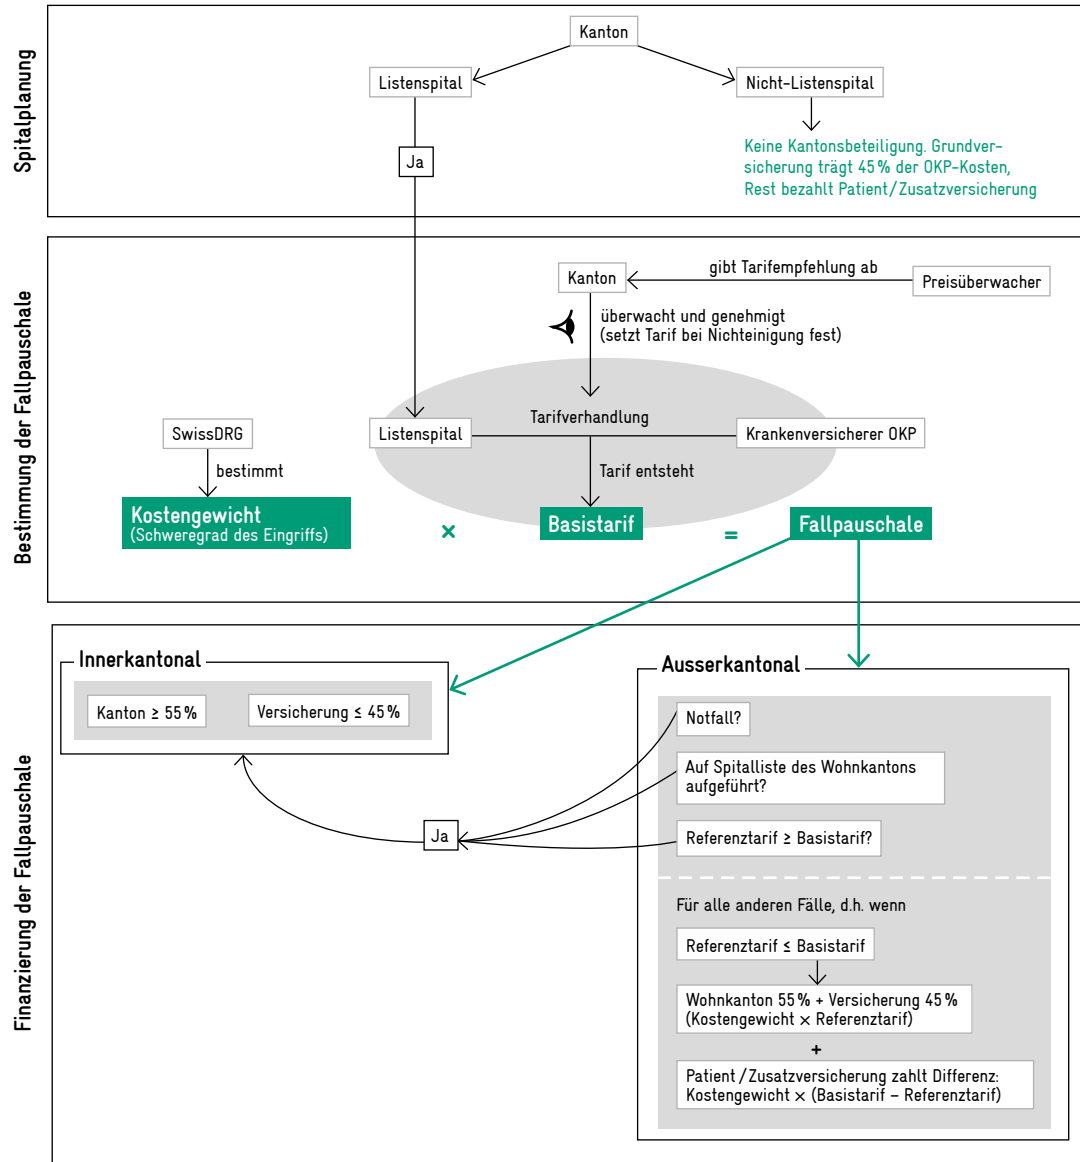 Spitalplanung
Kanton
Listenspital
Nicht-Listenspital
Ja
Keine Kantonsbeteiligung. Grundver-
sicherung trägt 45% der OKP-Kosten,
Rest bezahlt Patient/Zusatzversicherung
Bestimmung der Fallpauschale
Kanton
gibt Tarifempfehlung ab
Preisüberwacher
überwacht und genehmigt
(setzt Tarif bei Nichteinigung fest)
Tarifverhandlung
SwissDRG
Listenspital
Krankenversicherer OKP
bestimmt
Tarif entsteht
Kostengewicht
(Schweregrad des Eingriffs)
×
Basistarif
=
Fallpauschale
Finanzierung der Fallpauschale
Innerkantonal
Kanton ≥ 55%
Versicherung ≤ 45%
Ja
Ausserkantonal
Notfall?
Auf Spitalliste des Wohnkantons
aufgeführt?
Referenztarif ≥ Basistarif?
Für alle anderen Fälle, d.h. wenn
Referenztarif ≤ Basistarif
Wohnkanton 55% + Versicherung 45%
(Kostengewicht × Referenztarif)
+
Patient/Zusatzversicherung zahlt Differenz:
Kostengewicht × (Basistarif – Referenztarif)